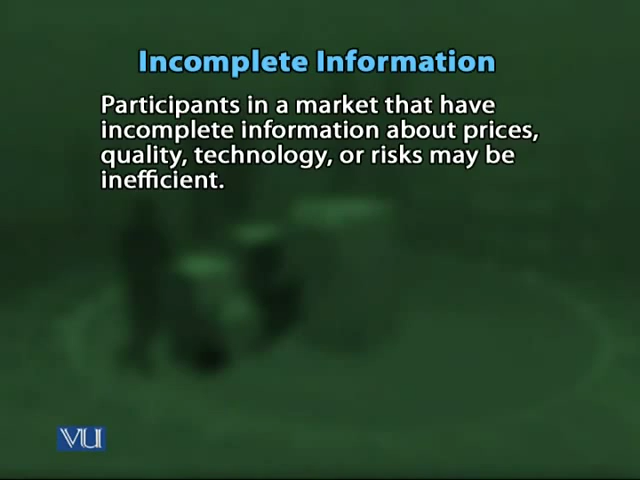 Incomplete Information
Participants in a market that have
incomplete information about prices,
quality, technology, or risks may be
inefficient.
VU